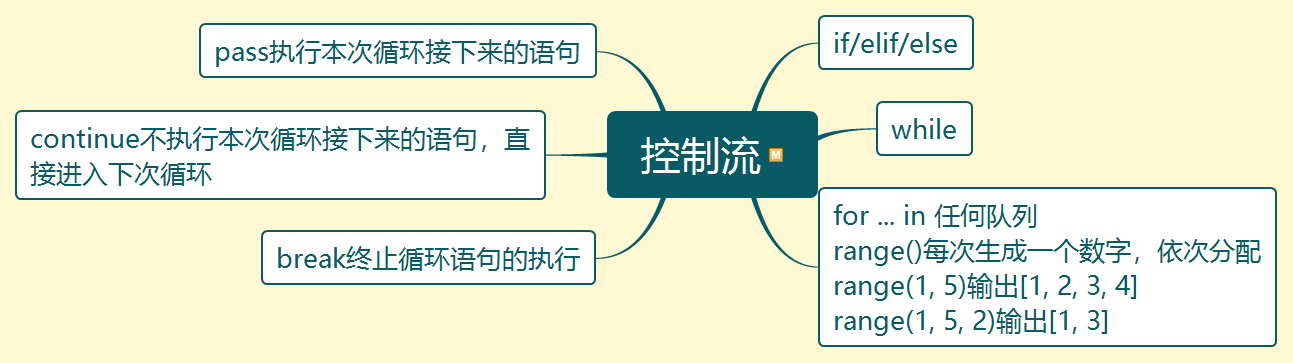 pass执行本次循环接下来的语句
continue不执行本次循环接下来的语句，直
接进入下次循环
break终止循环语句的执行
控制流
M
if/elif/else
while
for ... in 任何队列
range()每次生成一个数字，依次分配
range(1, 5)输出[1, 2, 3, 4]
range(1, 5, 2)输出[1, 3]